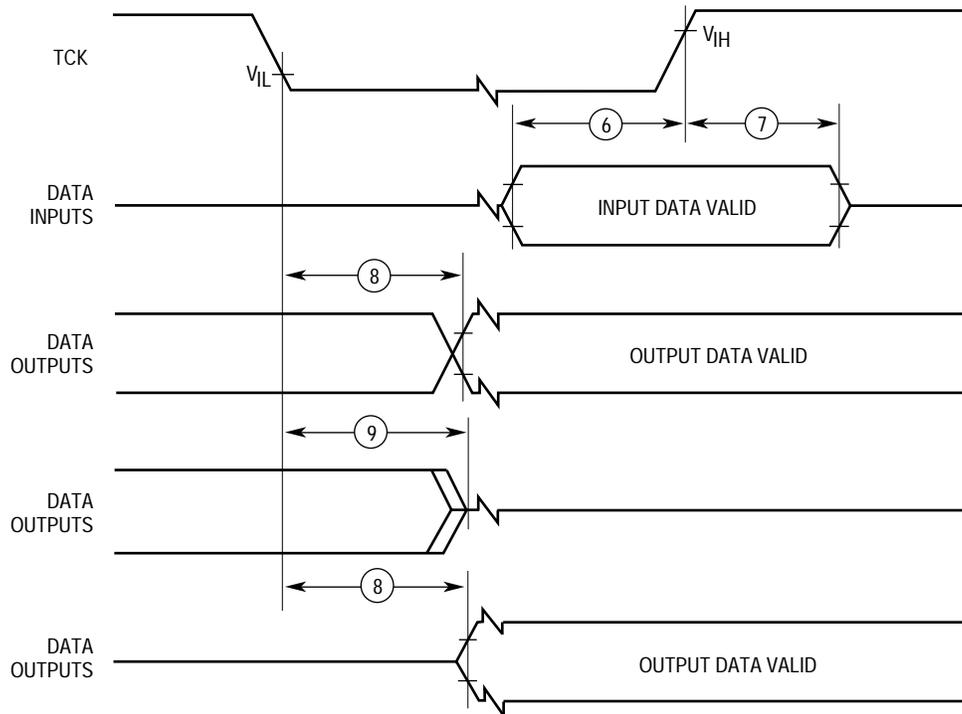 TCK
VIL
VIH
6
7
DATA
INPUTS
INPUT DATA VALID
8
DATA
OUTPUTS
OUTPUT DATA VALID
9
DATA
OUTPUTS
8
DATA
OUTPUTS
OUTPUT DATA VALID